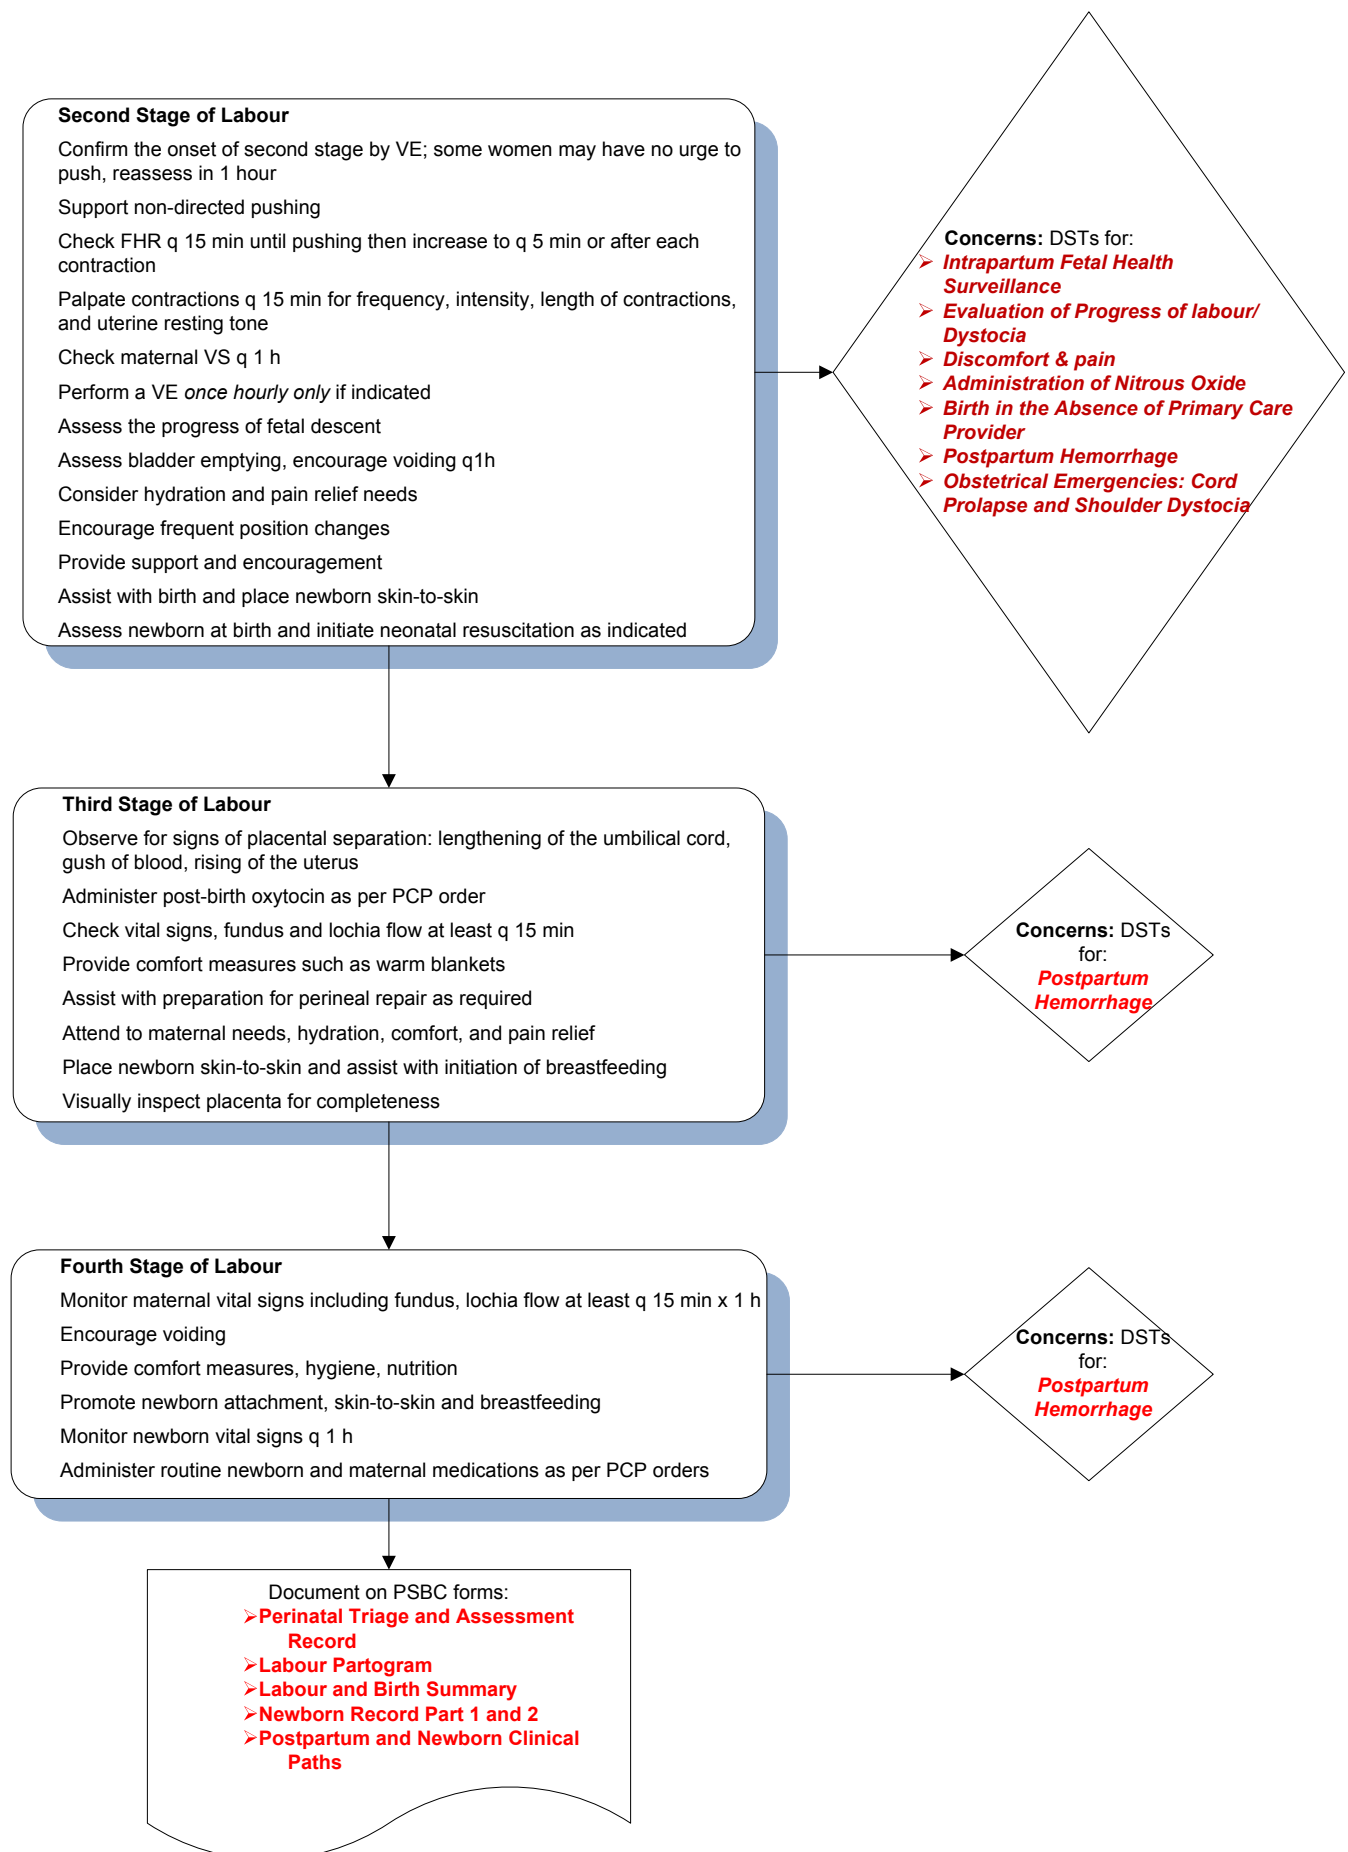 Second Stage of Labour
Confirm the onset of second stage by VE; some women may have no urge to
push, reassess in 1 hour
Support non-directed pushing
Check FHR q 15 min until pushing then increase to q 5 min or after each
contraction
Palpate contractions q 15 min for frequency, intensity, length of contractions,
and uterine resting tone
Check maternal VS q 1 h
Perform a VE once hourly only if indicated
Assess the progress of fetal descent
Assess bladder emptying, encourage voiding q1h
Consider hydration and pain relief needs
Encourage frequent position changes
Provide support and encouragement
Assist with birth and place newborn skin-to-skin
Assess newborn at birth and initiate neonatal resuscitation as indicated
Concerns: DSTs for:
➢ Intrapartum Fetal Health
Surveillance
➢ Evaluation of Progress of labour/
Dystocia
➢ Discomfort & pain
➢ Administration of Nitrous Oxide
➢ Birth in the Absence of Primary Care
Provider
➢ Postpartum Hemorrhage
➢ Obstetrical Emergencies: Cord
Prolapse and Shoulder Dystocia
Third Stage of Labour
Observe for signs of placental separation: lengthening of the umbilical cord,
gush of blood, rising of the uterus
Administer post-birth oxytocin as per PCP order
Check vital signs, fundus and lochia flow at least q 15 min
Provide comfort measures such as warm blankets
Assist with preparation for perineal repair as required
Attend to maternal needs, hydration, comfort, and pain relief
Place newborn skin-to-skin and assist with initiation of breastfeeding
Visually inspect placenta for completeness
Concerns: DSTs
for:
Postpartum
Hemorrhage
Fourth Stage of Labour
Monitor maternal vital signs including fundus, lochia flow at least q 15 min x 1 h
Encourage voiding
Provide comfort measures, hygiene, nutrition
Promote newborn attachment, skin-to-skin and breastfeeding
Monitor newborn vital signs q 1 h
Administer routine newborn and maternal medications as per PCP orders
Concerns: DSTs
for:
Postpartum
Hemorrhage
Document on PSBC forms:
➢Perinatal Triage and Assessment
Record
➢Labour Partogram
➢Labour and Birth Summary
➢Newborn Record Part 1 and 2
➢Postpartum and Newborn Clinical
Paths